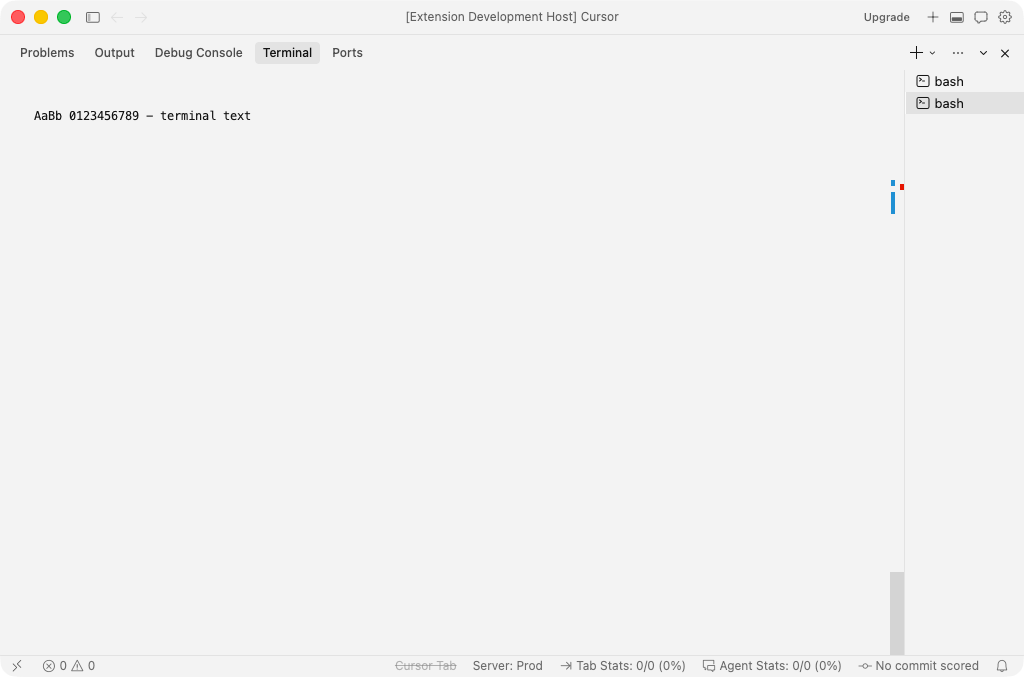 [Extension Development Host] Cursor
Upgrade
Problems Output Debug Console Terminal Ports
bash
bash
AaBb 0123456789 — terminal text
0 0
Cursor Tab Server: Prod Tab Stats: 0/0 (0%) Agent Stats: 0/0 (0%) No commit scored